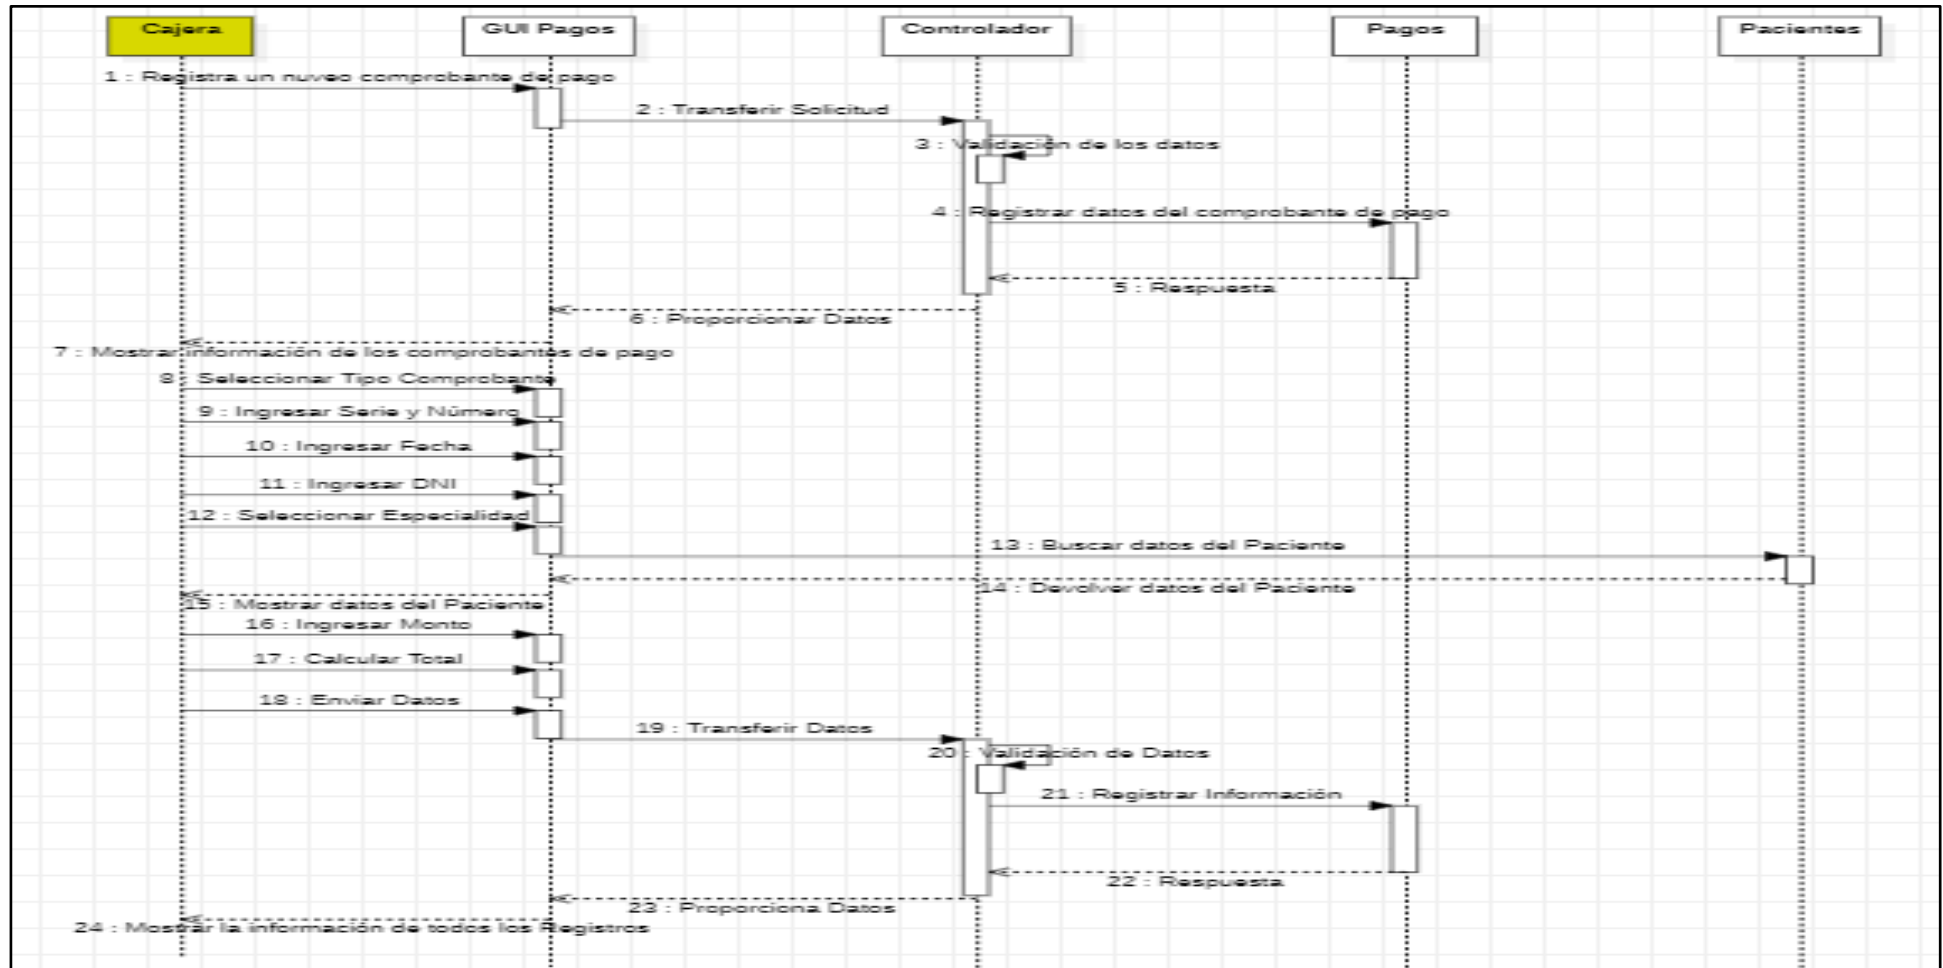 Cajera
GUI Pagos
Controlador
Pagos
Pacientes
1 : Registra un nuveo comprobante de pago
2 : Transferir Solicitud
3 : Validación de los datos
4 : Registrar datos del comprobante de pago
5 : Respuesta
6 : Proporcionar Datos
7 : Mostrar información de los comprobantes de pago
8 : Seleccionar Tipo Comprobante
9 : Ingresar Serie y Número
10 : Ingresar Fecha
11 : Ingresar DNI
12 : Seleccionar Especialidad
13 : Buscar datos del Paciente
14 : Devolver datos del Paciente
15 : Mostrar datos del Paciente
16 : Ingresar Monto
17 : Calcular Total
18 : Enviar Datos
19 : Transferir Datos
20 : Validación de Datos
21 : Registrar Información
22 : Respuesta
23 : Proporciona Datos
24 : Mostrar la información de todos los Registros